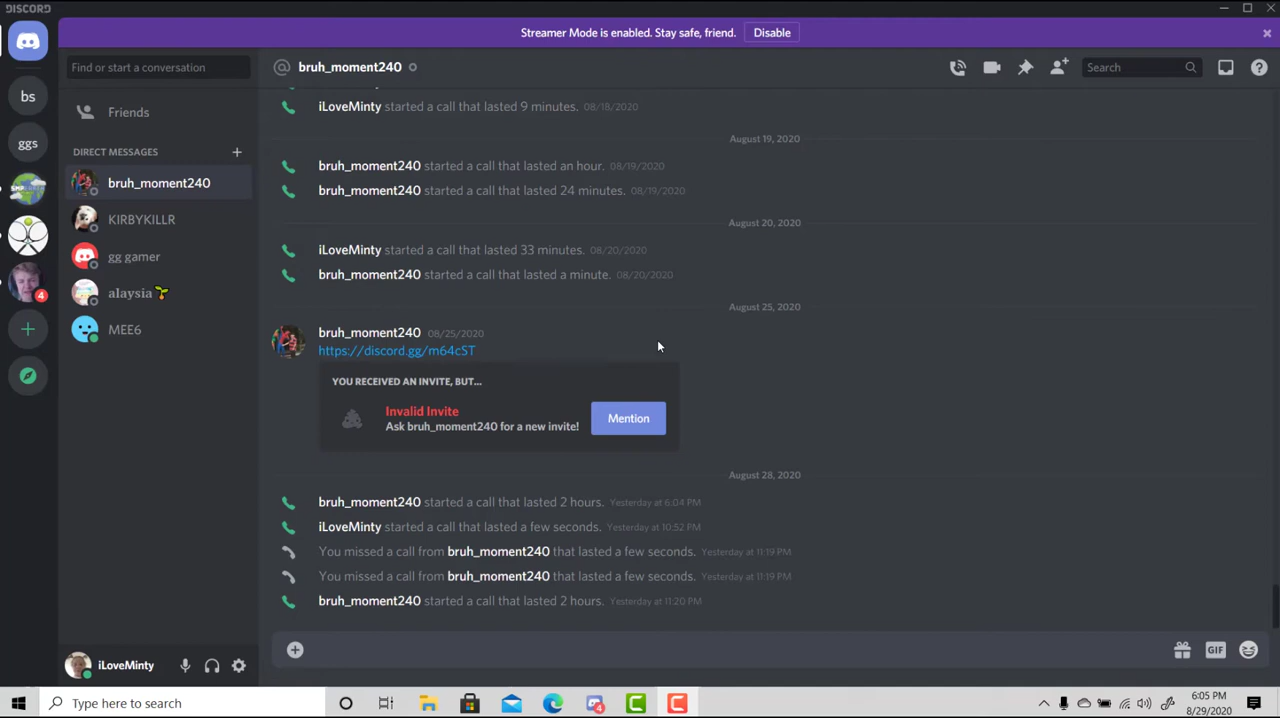 DISCORD
Streamer Mode is enabled. Stay safe, friend.
Disable
Find or start a conversation
bruh_moment240
Search
bs
Friends
ggs
DIRECT MESSAGES
bruh_moment240
KIRBYKILLR
gg gamer
alaysia🌱
MEE6
4
iLoveMinty started a call that lasted 9 minutes. 08/18/2020
August 19, 2020
bruh_moment240 started a call that lasted an hour. 08/19/2020
bruh_moment240 started a call that lasted 24 minutes. 08/19/2020
August 20, 2020
iLoveMinty started a call that lasted 33 minutes. 08/20/2020
bruh_moment240 started a call that lasted a minute. 08/20/2020
August 25, 2020
bruh_moment240 08/25/2020
https://discord.gg/m64cST
YOU RECEIVED AN INVITE, BUT...
Invalid Invite
Ask bruh_moment240 for a new invite!
Mention
August 28, 2020
bruh_moment240 started a call that lasted 2 hours. Yesterday at 6:04 PM
iLoveMinty started a call that lasted a few seconds. Yesterday at 10:52 PM
You missed a call from bruh_moment240 that lasted a few seconds. Yesterday at 11:19 PM
You missed a call from bruh_moment240 that lasted a few seconds. Yesterday at 11:19 PM
bruh_moment240 started a call that lasted 2 hours. Yesterday at 11:20 PM
iLoveMinty
GIF
Type here to search
4
6:05 PM
8/29/2020